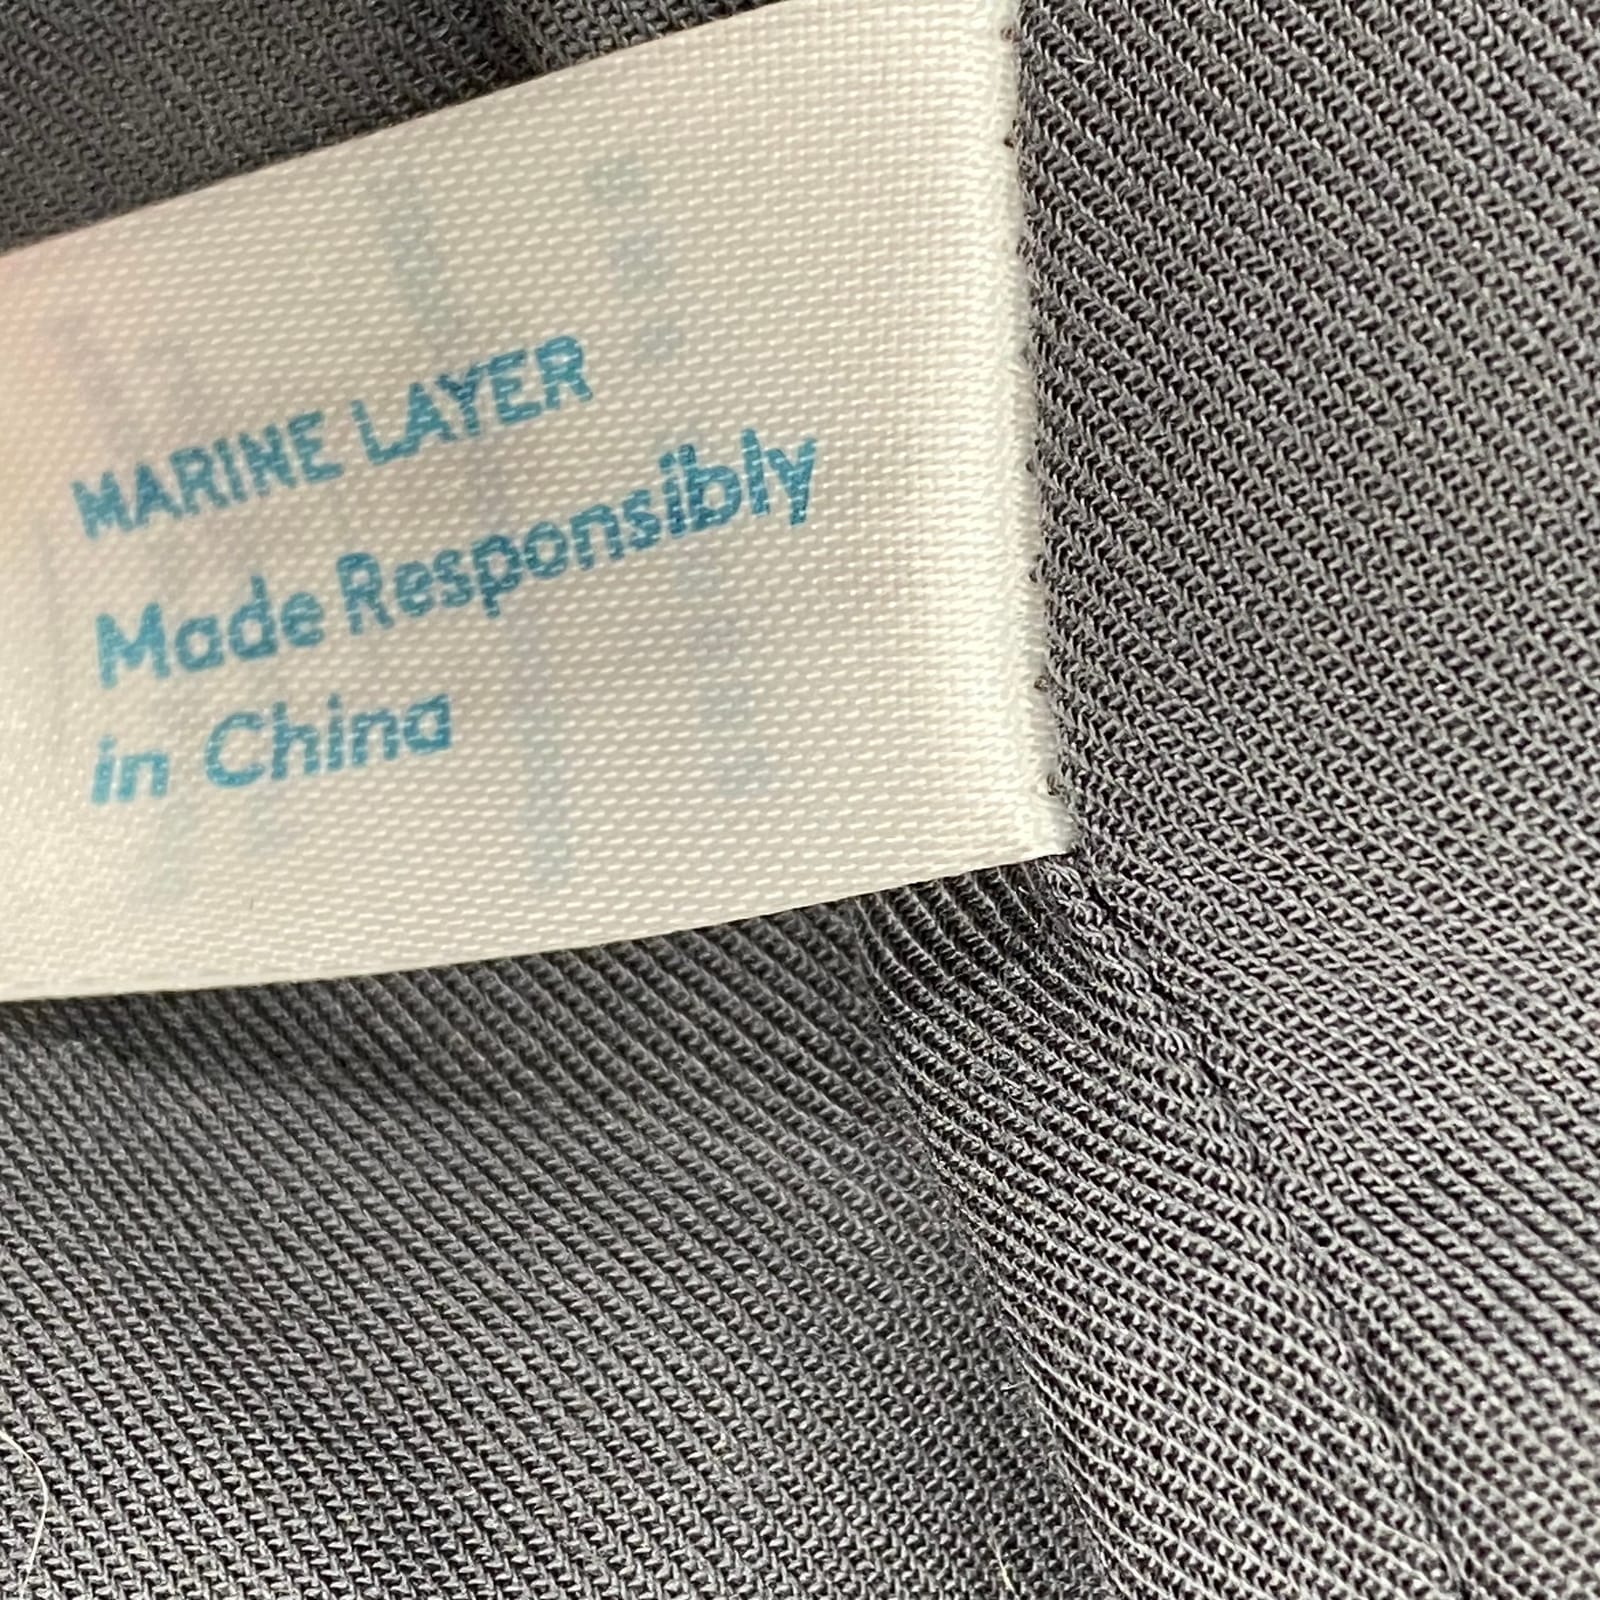 MARINE LAYER
Made Responsibly
in China